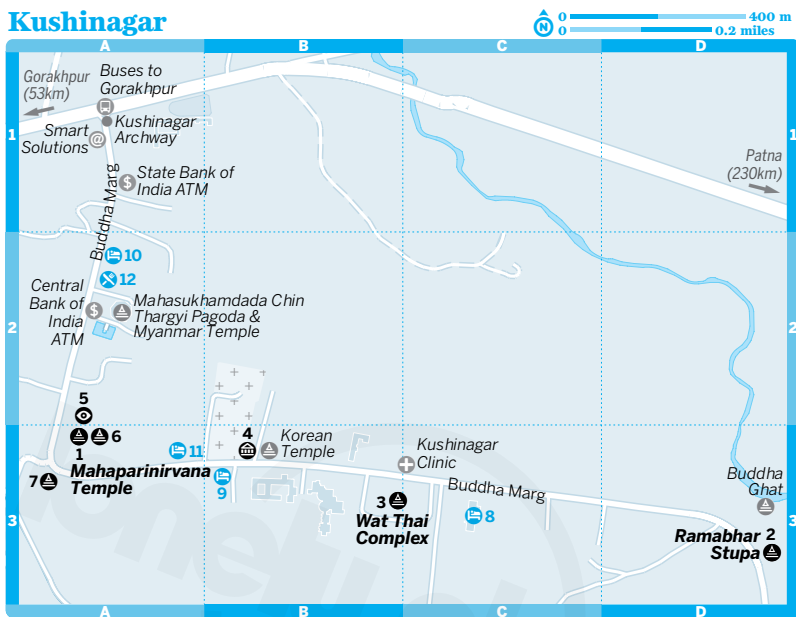 Kushinagar
N
0
400 m
0
0.2 miles
A
B
C
D
1
2
3
1
2
3
Gorakhpur
(53km)
Buses to
Gorakhpur
Kushinagar
Archway
Smart
Solutions
@
$
State Bank of
India ATM
Patna
(230km)
Buddha Marg
10
12
Central
Bank of
India
ATM
$
Mahasukhamdada Chin
Thargyi Pagoda &
Myanmar Temple
5
6
1
Mahaparinirvana
Temple
7
11
9
4
Korean
Temple
Kushinagar
Clinic
Buddha Marg
3
Wat Thai
Complex
8
Buddha
Ghat
Ramabhar 2
Stupa
A
B
C
D